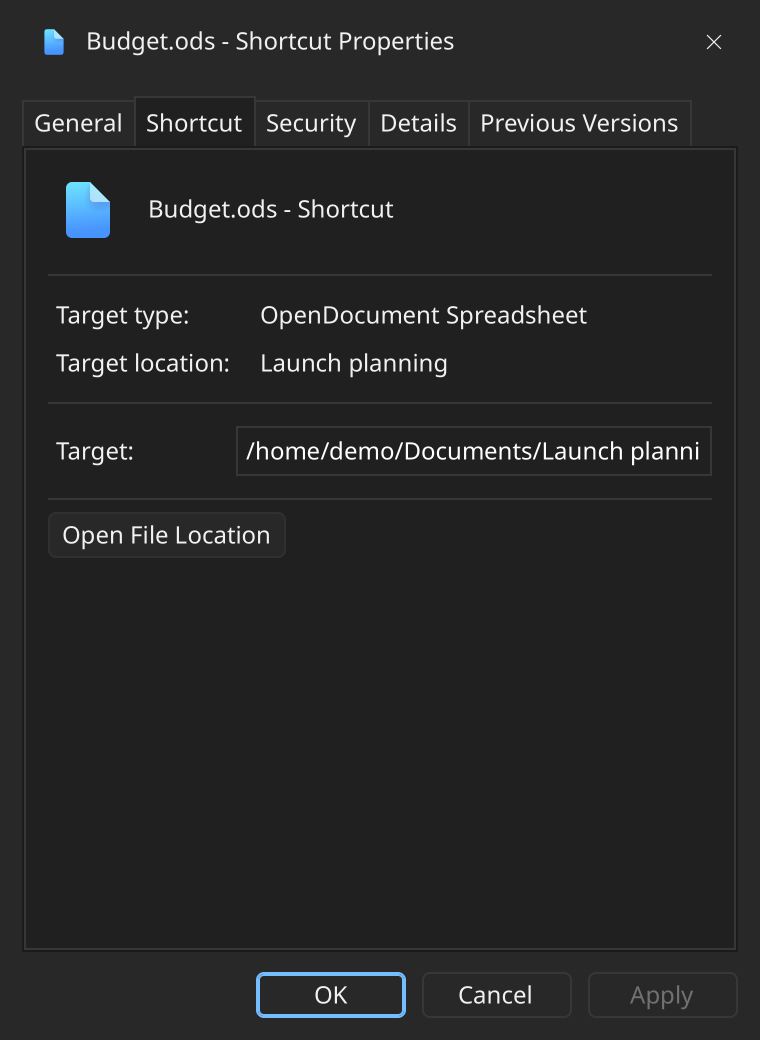 Budget.ods - Shortcut Properties
General Shortcut Security Details Previous Versions
Budget.ods - Shortcut
Target type: OpenDocument Spreadsheet
Target location: Launch planning
Target: /home/demo/Documents/Launch planni
Open File Location
OK Cancel Apply